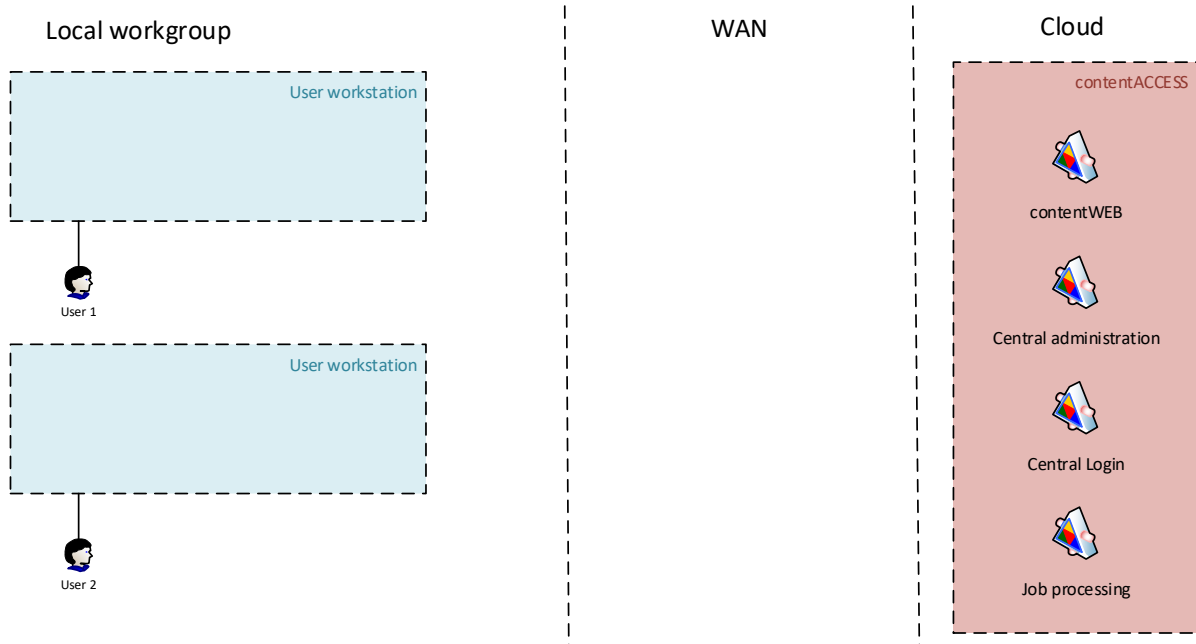 Local workgroup
WAN
Cloud
User workstation
User 1
User workstation
User 2
contentACCESS
contentWEB
Central administration
Central Login
Job processing